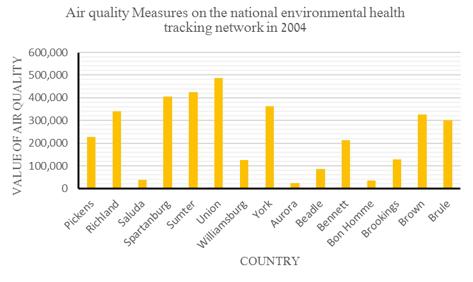 Air quality Measures on the national environmental health
tracking network in 2004
VALUE OF AIR QUALITY
600,000
500,000
400,000
300,000
200,000
100,000
0
Pickens
Richland
Saluda
Spartanburg
Sumter
Union
Williamsburg
York
Aurora
Beadle
Bennett
Bon Homme
Brookings
Brown
Brule
COUNTRY